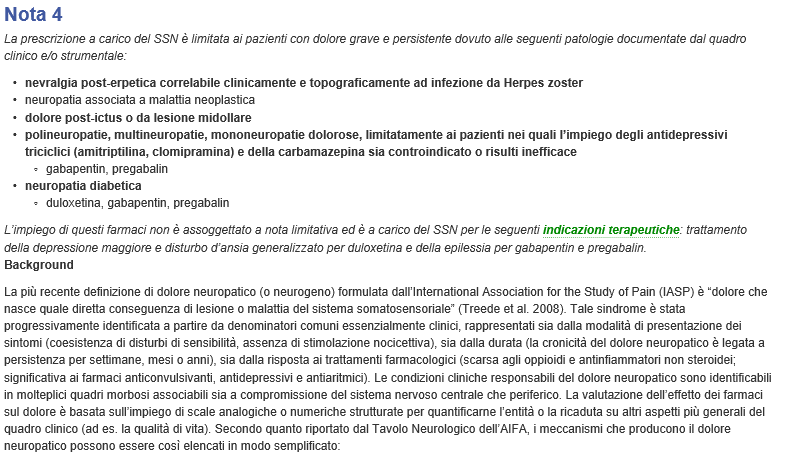 Nota 4
La prescrizione a carico del SSN è limitata ai pazienti con dolore grave e persistente dovuto alle seguenti patologie documentate dal quadro
clinico e/o strumentale:
• nevralgia post-erpetica correlabile clinicamente e topograficamente ad infezione da Herpes zoster
• neuropatia associata a malattia neoplastica
• dolore post-ictus o da lesione midollare
• polineuropatie, multineuropatie, mononeuropatie dolorose, limitatamente ai pazienti nei quali l’impiego degli antidepressivi
triciclici (amitriptilina, clomipramina) e della carbamazepina sia controindicato o risulti inefficace
◦ gabapentin, pregabalin
• neuropatia diabetica
◦ duloxetina, gabapentin, pregabalin
L’impiego di questi farmaci non è assoggettato a nota limitativa ed è a carico del SSN per le seguenti indicazioni terapeutiche: trattamento
della depressione maggiore e disturbo d’ansia generalizzato per duloxetina e della epilessia per gabapentin e pregabalin.
Background
La più recente definizione di dolore neuropatico (o neurogeno) formulata dall’International Association for the Study of Pain (IASP) è “dolore che
nasce quale diretta conseguenza di lesione o malattia del sistema somatosensoriale” (Treede et al. 2008). Tale sindrome è stata
progressivamente identificata a partire da denominatori comuni essenzialmente clinici, rappresentati sia dalla modalità di presentazione dei
sintomi (coesistenza di disturbi di sensibilità, assenza di stimolazione nocicettiva), sia dalla durata (la cronicità del dolore neuropatico è legata a
persistenza per settimane, mesi o anni), sia dalla risposta ai trattamenti farmacologici (scarsa agli oppioidi e antinfiammatori non steroidei;
significativa ai farmaci anticonvulsivanti, antidepressivi e antiaritmici). Le condizioni cliniche responsabili del dolore neuropatico sono identificabili
in molteplici quadri morbosi associabili sia a compromissione del sistema nervoso centrale che periferico. La valutazione dell’effetto dei farmaci
sul dolore è basata sull’impiego di scale analogiche o numeriche strutturate per quantificarne l’entità o la ricaduta su altri aspetti più generali del
quadro clinico (ad es. la qualità di vita). Secondo quanto riportato dal Tavolo Neurologico dell’AIFA, i meccanismi che producono il dolore
neuropatico possono essere così elencati in modo semplificato: